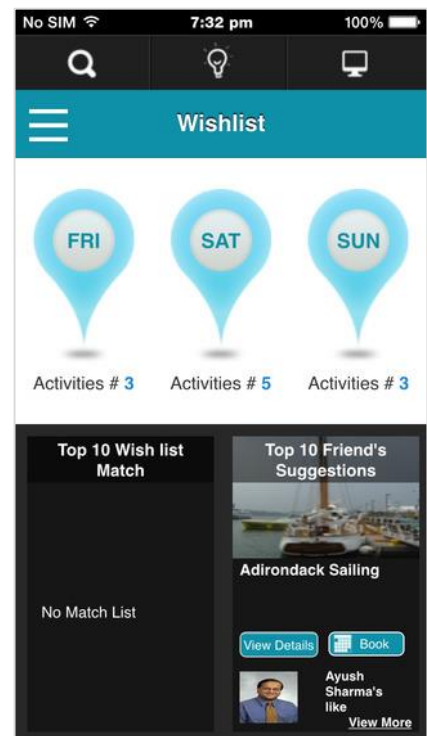 No SIM 7:32 pm 100%
Wishlist
FRI SAT SUN
Activities # 3 Activities # 5 Activities # 3
Top 10 Wish list
Match
No Match List
Top 10 Friend's
Suggestions
Adirondack Sailing
View Details Book
Ayush
Sharma's
like
View More